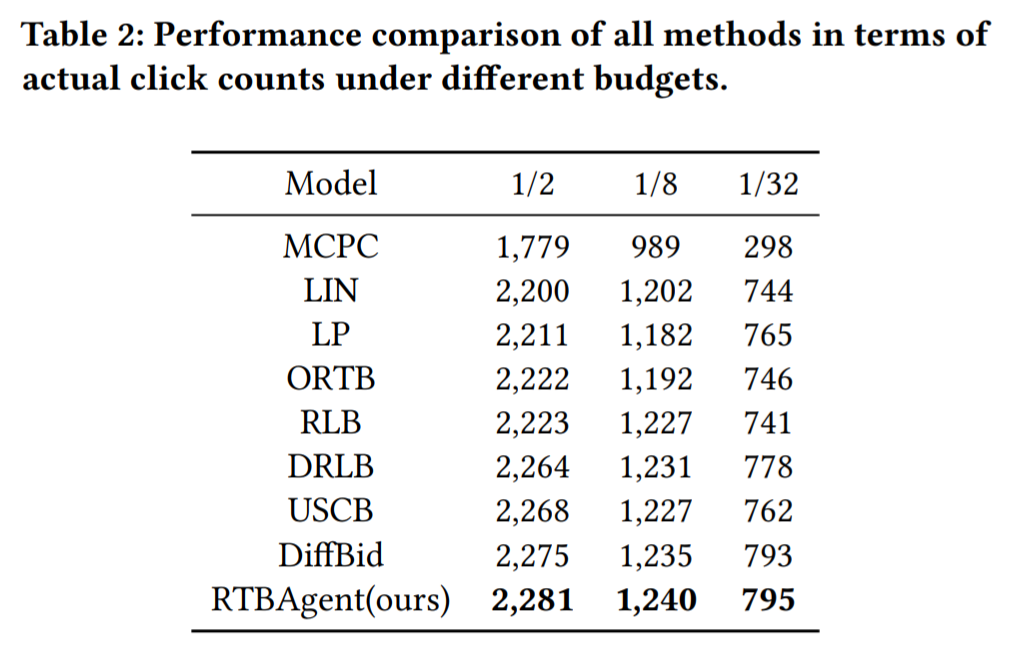 Table 2: Performance comparison of all methods in terms of
actual click counts under different budgets.
Model 1/2 1/8 1/32
MCPC 1,779 989 298
LIN 2,200 1,202 744
LP 2,211 1,182 765
ORTB 2,222 1,192 746
RLB 2,223 1,227 741
DRLB 2,264 1,231 778
USCB 2,268 1,227 762
DiffBid 2,275 1,235 793
RTBAgent(ours) 2,281 1,240 795